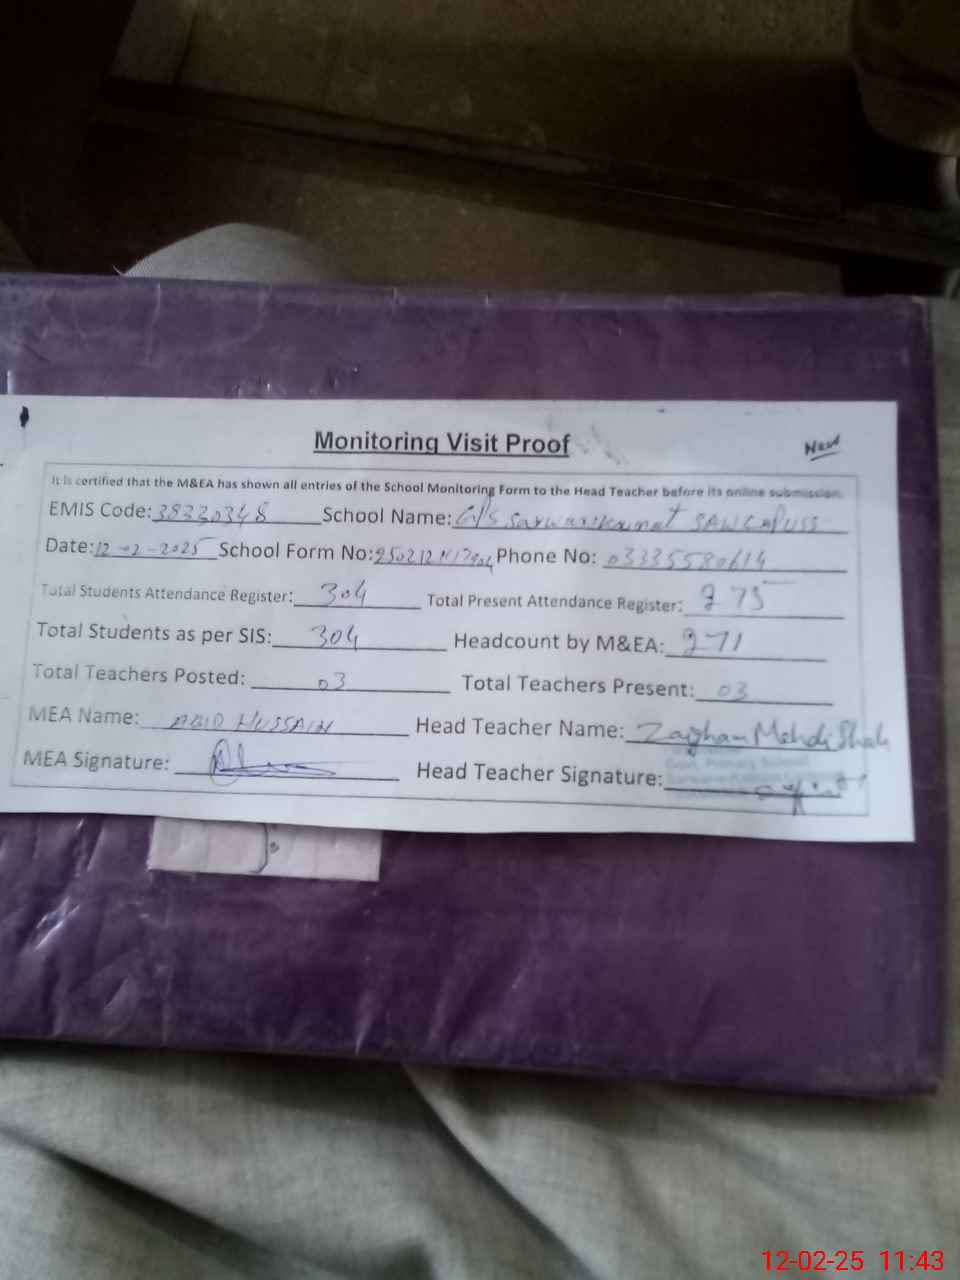 Monitoring Visit Proof
New
It is certified that the M&EA has shown all entries of the School Monitoring Form to the Head Teacher before its online submission.
EMIS Code: 38330348 School Name: G/S
Date: 12-02-2025 School Form No: Phone No: 03335580614
Total Students Attendance Register: 304 Total Present Attendance Register: 275
Total Students as per SIS: 304 Headcount by M&EA: 271
Total Teachers Posted: 03 Total Teachers Present: 03
MEA Name: ABID HUSSAIN Head Teacher Name: Zaigham Mehdi Shah
MEA Signature: Head Teacher Signature:
12-02-25 11:43